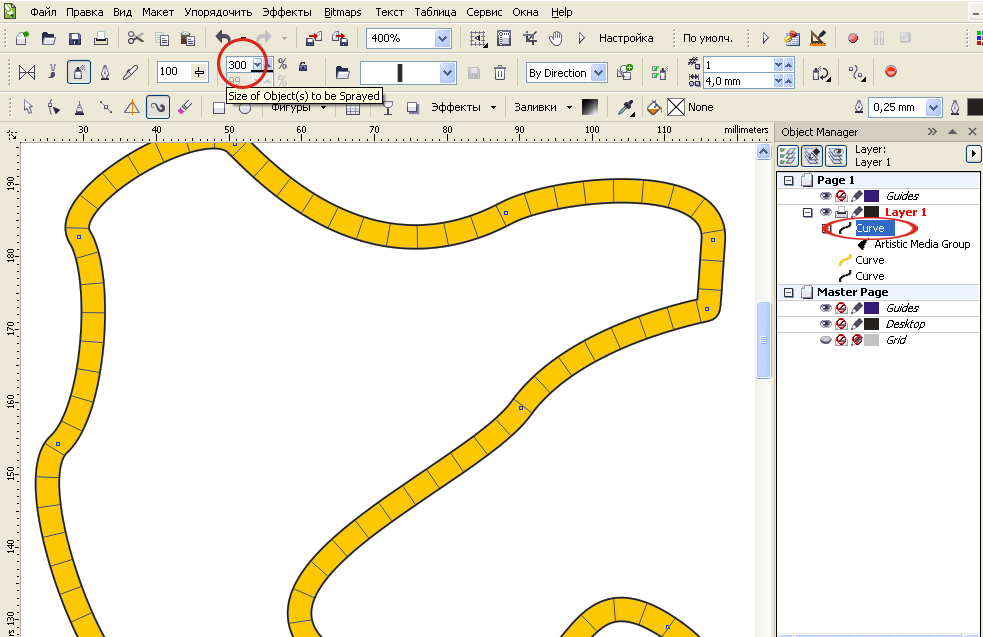 Файл Правка Вид Макет Упорядочить Эффекты Bitmaps Текст Таблица Сервис Окна Help
400% Настройка По умолч.
100 300 % By Direction 1
99 % 4,0 mm
Size of Object(s) to be Sprayed
Фигуры Эффекты Заливки None 0,25 mm
30 40 50 60 70 80 90 100 110 millimeters
190
180
170
160
150
140
130
Object Manager
Layer:
Layer 1
Page 1
Guides
Layer 1
Curve
Artistic Media Group
Curve
Curve
Master Page
Guides
Desktop
Grid